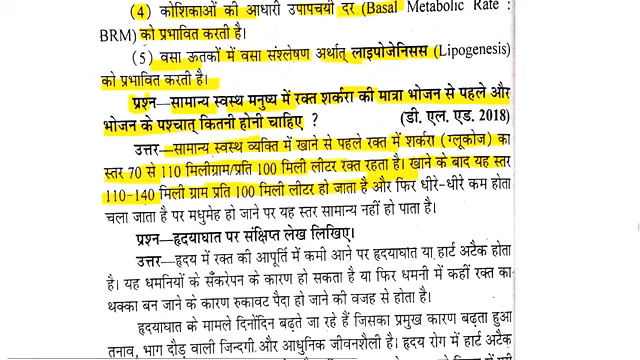 (4) कोशिकाओं की आधारी उपापचयी दर (Basal Metabolic Rate :
BRM) को प्रभावित करती है।
(5) वसा ऊतकों में वसा संश्लेषण अर्थात् लाइपोजेनिसस (Lipogenesis)
को प्रभावित करती है।
प्रश्न—सामान्य स्वस्थ मनुष्य में रक्त शर्करा की मात्रा भोजन से पहले और
भोजन के पश्चात् कितनी होनी चाहिए ? (डी. एल. एड. 2018)
उत्तर—सामान्य स्वस्थ व्यक्ति में खाने से पहले रक्त में शर्करा (ग्लूकोज) का
स्तर 70 से 110 मिलीग्राम/प्रति 100 मिली लीटर रक्त रहता है। खाने के बाद यह स्तर
110-140 मिली ग्राम प्रति 100 मिली लीटर हो जाता है और फिर धीरे-धीरे कम होता
चला जाता है पर मधुमेह हो जाने पर यह स्तर सामान्य नहीं हो पाता है।
प्रश्न—हृदयाघात पर संक्षिप्त लेख लिखिए।
उत्तर—हृदय में रक्त की आपूर्ति में कमी आने पर हृदयाघात या हार्ट अटैक होता
है। यह धमनियों के सँकरेपन के कारण हो सकता है या फिर धमनी में कहीं रक्त का
थक्का बन जाने के कारण रुकावट पैदा हो जाने की वजह से होता है।
हृदयाघात के मामले दिनोंदिन बढ़ते जा रहे हैं जिसका प्रमुख कारण बढ़ता हुआ
तनाव, भाग दौड़ वाली जिन्दगी और आधुनिक जीवनशैली है। हृदय रोग में हार्ट अटैक